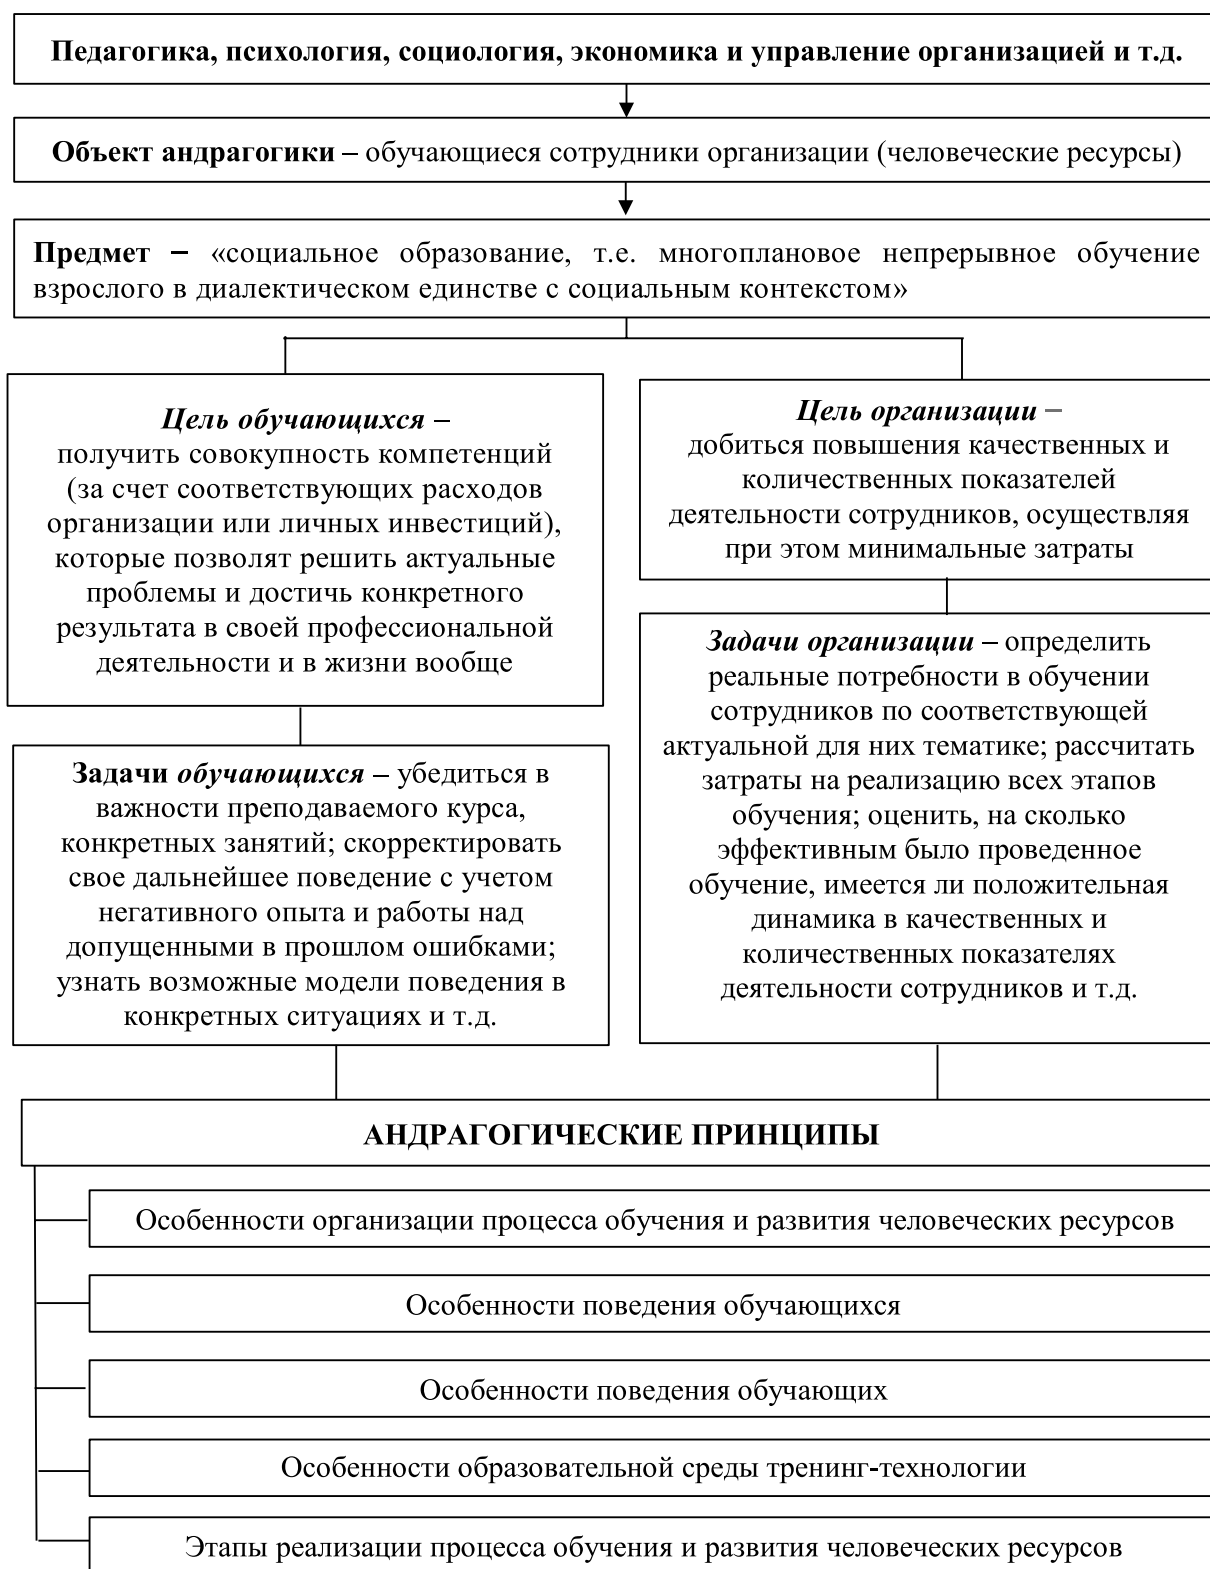 Педагогика, психология, социология, экономика и управление организацией и т.д.
Объект андрагогики – обучающиеся сотрудники организации (человеческие ресурсы)
Предмет – «социальное образование, т.е. многоплановое непрерывное обучение
взрослого в диалектическом единстве с социальным контекстом»
Цель обучающихся –
получить совокупность компетенций
(за счет соответствующих расходов
организации или личных инвестиций),
которые позволят решить актуальные
проблемы и достичь конкретного
результата в своей профессиональной
деятельности и в жизни вообще
Задачи обучающихся – убедиться в
важности преподаваемого курса,
конкретных занятий; скорректировать
свое дальнейшее поведение с учетом
негативного опыта и работы над
допущенными в прошлом ошибками;
узнать возможные модели поведения в
конкретных ситуациях и т.д.
Цель организации –
добиться повышения качественных и
количественных показателей
деятельности сотрудников, осуществляя
при этом минимальные затраты
Задачи организации – определить
реальные потребности в обучении
сотрудников по соответствующей
актуальной для них тематике; рассчитать
затраты на реализацию всех этапов
обучения; оценить, на сколько
эффективным было проведенное
обучение, имеется ли положительная
динамика в качественных и
количественных показателях
деятельности сотрудников и т.д.
АНДРАГОГИЧЕСКИЕ ПРИНЦИПЫ
Особенности организации процесса обучения и развития человеческих ресурсов
Особенности поведения обучающихся
Особенности поведения обучающих
Особенности образовательной среды тренинг-технологии
Этапы реализации процесса обучения и развития человеческих ресурсов